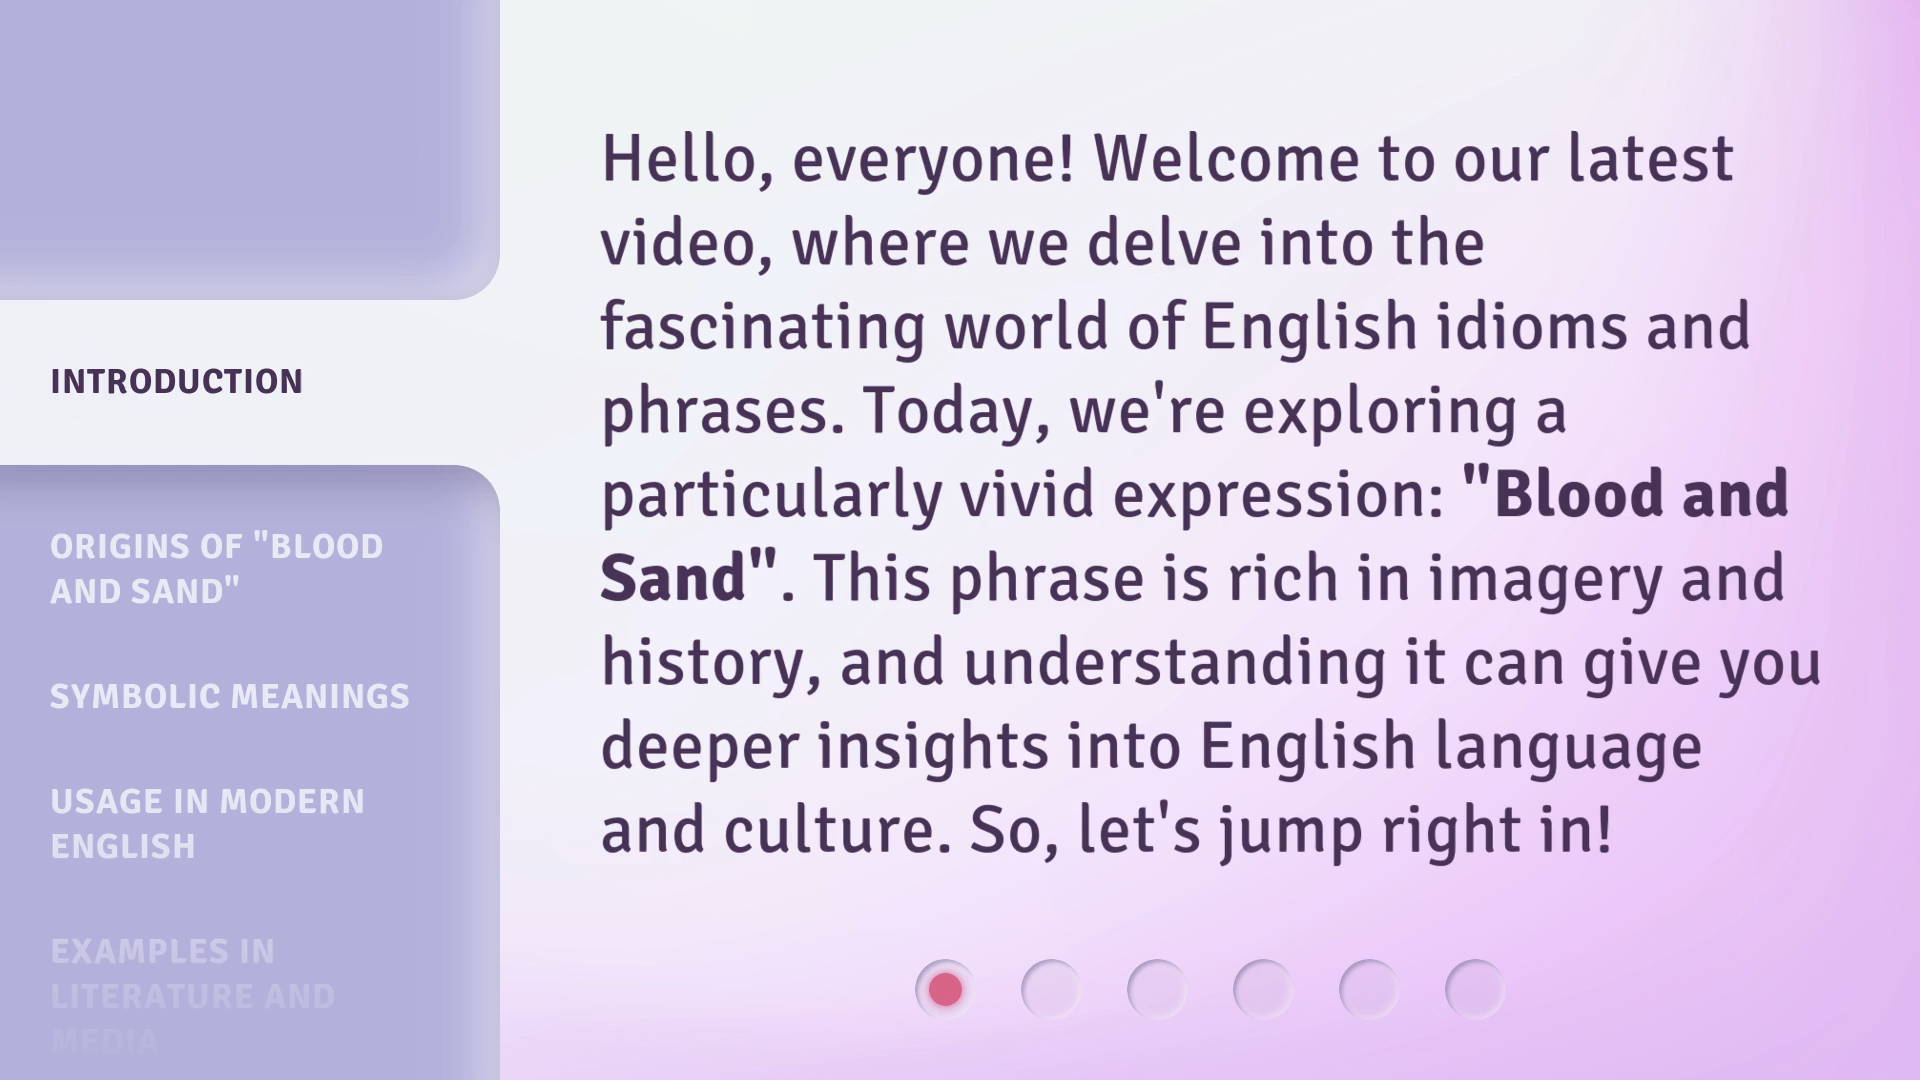 INTRODUCTION
ORIGINS OF "BLOOD
AND SAND"
SYMBOLIC MEANINGS
USAGE IN MODERN
ENGLISH
EXAMPLES IN
LITERATURE AND
MEDIA
Hello, everyone! Welcome to our latest
video, where we delve into the
fascinating world of English idioms and
phrases. Today, we're exploring a
particularly vivid expression: "Blood and
Sand". This phrase is rich in imagery and
history, and understanding it can give you
deeper insights into English language
and culture. So, let's jump right in!